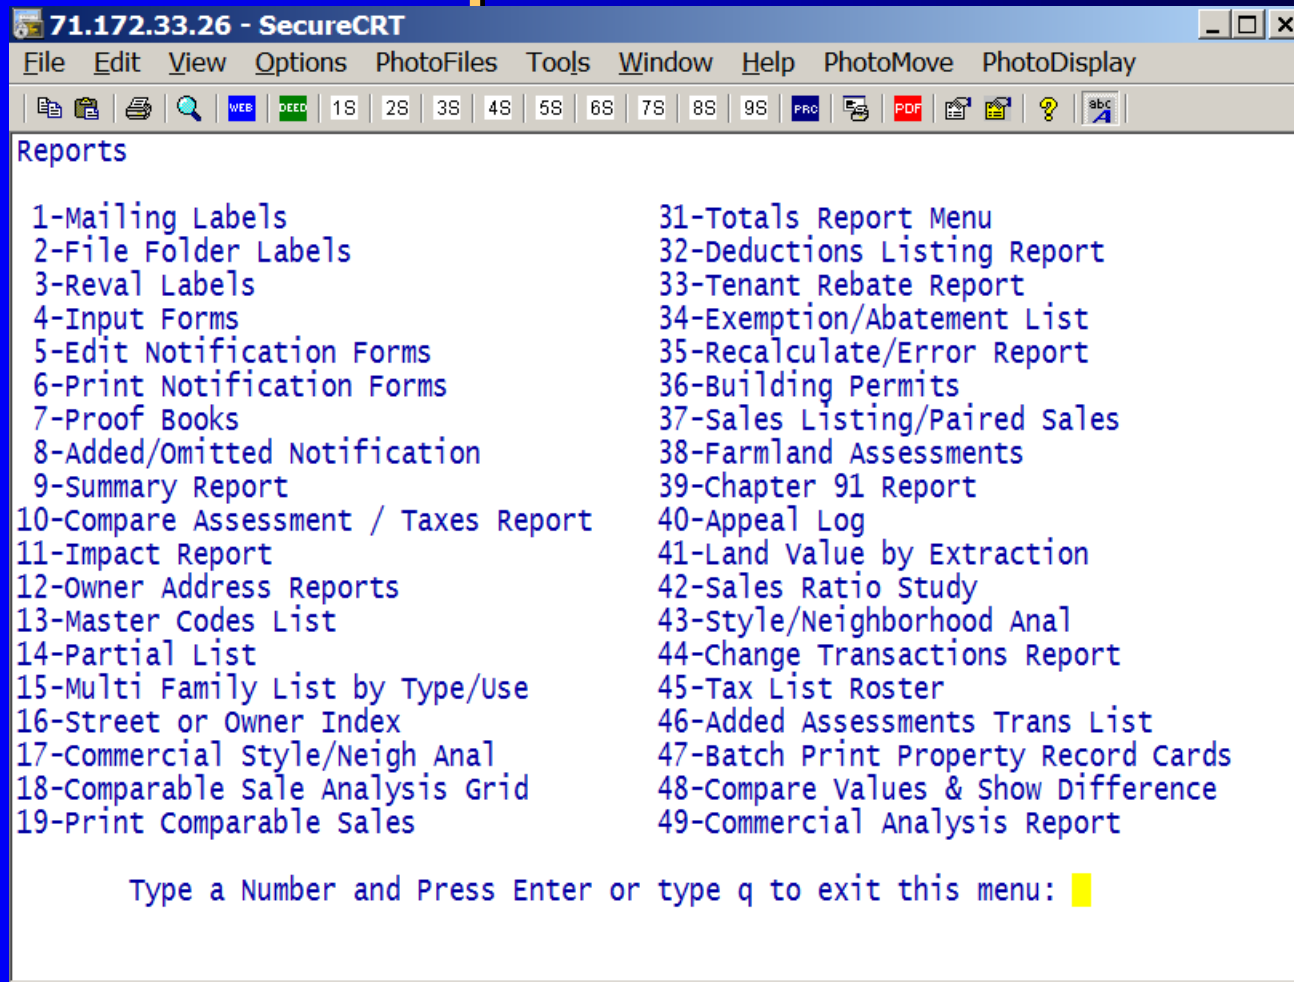 71.172.33.26 - SecureCRT
File Edit View Options PhotoFiles Tools Window Help PhotoMove PhotoDisplay
WEB DEED 1S 2S 3S 4S 5S 6S 7S 8S 9S PRC PDF abc A
Reports
1-Mailing Labels 31-Totals Report Menu
2-File Folder Labels 32-Deductions Listing Report
3-Reval Labels 33-Tenant Rebate Report
4-Input Forms 34-Exemption/Abatement List
5-Edit Notification Forms 35-Recalculate/Error Report
6-Print Notification Forms 36-Building Permits
7-Proof Books 37-Sales Listing/Paired Sales
8-Added/Omitted Notification 38-Farmland Assessments
9-Summary Report 39-Chapter 91 Report
10-Compare Assessment / Taxes Report 40-Appeal Log
11-Impact Report 41-Land Value by Extraction
12-Owner Address Reports 42-Sales Ratio Study
13-Master Codes List 43-Style/Neighborhood Anal
14-Partial List 44-Change Transactions Report
15-Multi Family List by Type/Use 45-Tax List Roster
16-Street or Owner Index 46-Added Assessments Trans List
17-Commercial Style/Neigh Anal 47-Batch Print Property Record Cards
18-Comparable Sale Analysis Grid 48-Compare Values & Show Difference
19-Print Comparable Sales 49-Commercial Analysis Report
Type a Number and Press Enter or type q to exit this menu: